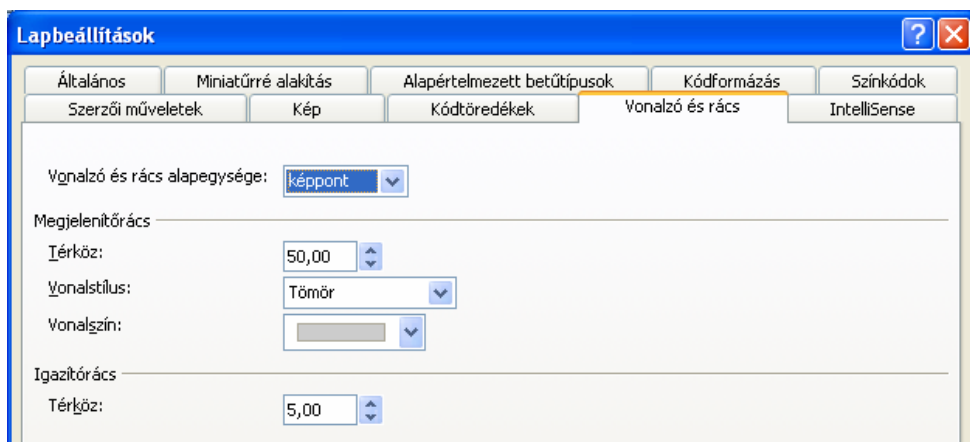 Lapbeállítások
Általános Miniatűrré alakítás Alapértelmezett betűtípusok Kódformázás Színkódok
Szerzői műveletek Kép Kódtöredékek Vonalzó és rács IntelliSense
Vonalzó és rács alapegysége: képpont
Megjelenítőrács
Térköz: 50,00
Vonalstílus: Tömör
Vonalszín:
Igazítórács
Térköz: 5,00